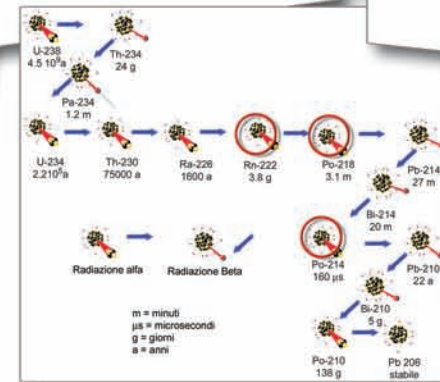 U-238
4.5 10⁹a
Th-234
24 g
Pa-234
1.2 m
U-234
2.210⁵a
Th-230
75000 a
Ra-226
1600 a
Rn-222
3.8 g
Po-218
3.1 m
Pb-214
27 m
Bi-214
20 m
Po-214
160 µs
Pb-210
22 a
Bi-210
5 g
Po-210
138 g
Pb 206
stabile
Radiazione alfa
Radiazione Beta
m = minuti
µs = microsecondi
g = giorni
a = anni